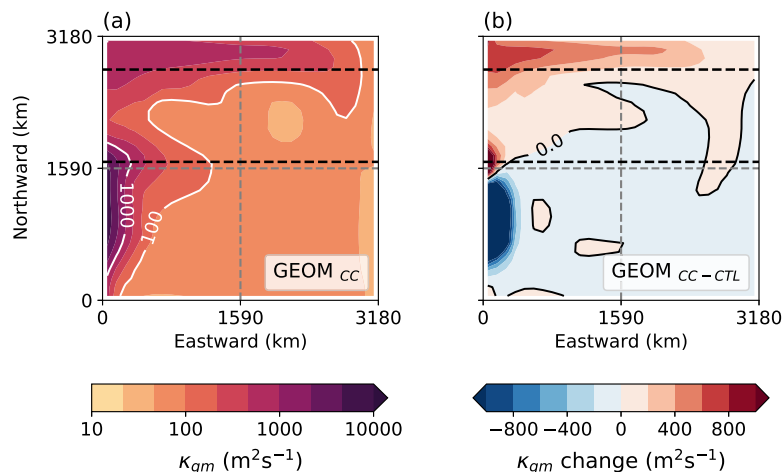 (a)
(b)
3180
Northward (km)
1590
0
1000
100
GEOM CC
0.0
GEOM CC−CTL
0 1590 3180
0 1590 3180
Eastward (km)
Eastward (km)
10 100 1000 10000
−800 −400 0 400 800
κgm (m²s⁻¹)
κgm change (m²s⁻¹)